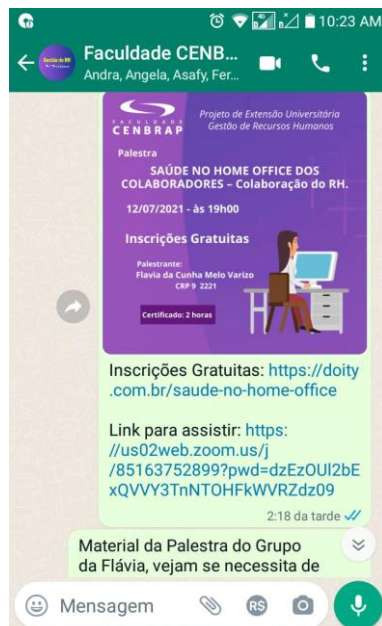 10:23 AM
Faculdade CENB...
Andra, Angela, Asafy, Fer...
FACULDADE
CENBRAP
Projeto de Extensão Universitária
Gestão de Recursos Humanos
Palestra
SAÚDE NO HOME OFFICE DOS
COLABORADORES – Colaboração do RH.
12/07/2021 - às 19h00
Inscrições Gratuitas
Palestrante:
Flavia da Cunha Melo Varizo
CRP 9 2221
Certificado: 2 horas
Inscrições Gratuitas: https://doity
.com.br/saude-no-home-office
Link para assistir: https:
//us02web.zoom.us/j
/85163752899?pwd=dzEzOUl2bE
xQVVY3TnNTOHFkWVRZdz09
2:18 da tarde
Material da Palestra do Grupo
da Flávia, vejam se necessita de
Mensagem
R$